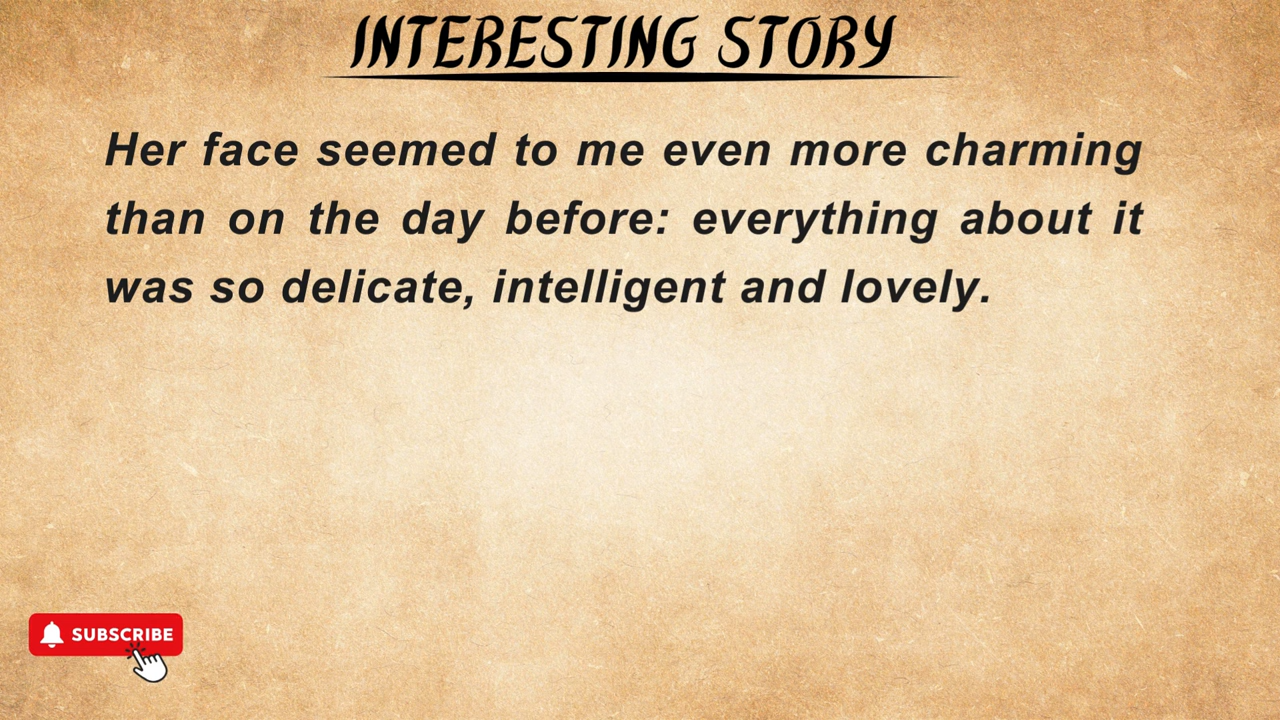 INTERESTING STORY
Her face seemed to me even more charming
than on the day before: everything about it
was so delicate, intelligent and lovely.
SUBSCRIBE